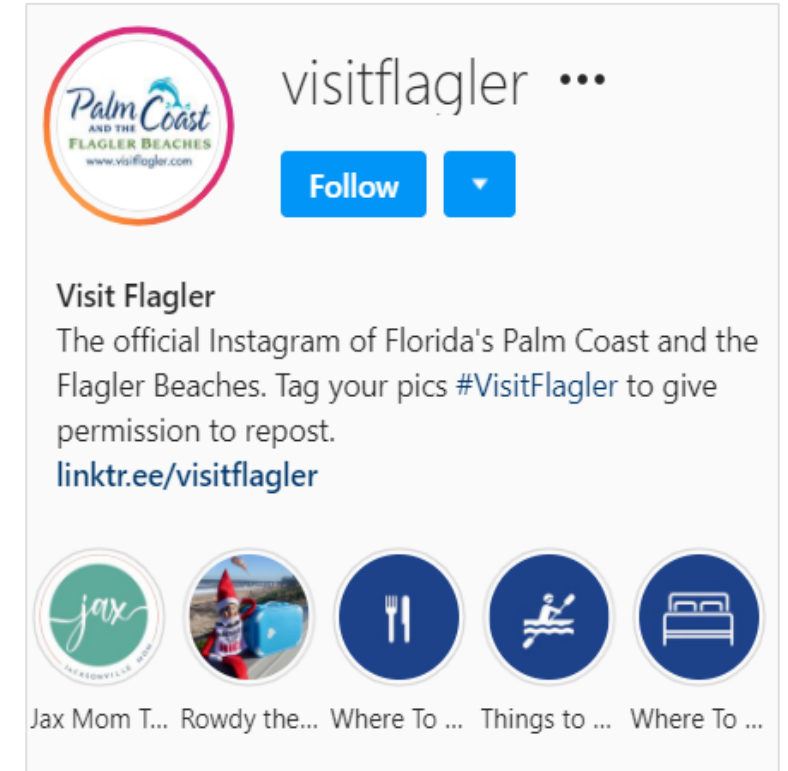 Palm Coast
AND THE
FLAGLER BEACHES
www.visitflagler.com
visitflagler •••
Follow
Visit Flagler
The official Instagram of Florida's Palm Coast and the
Flagler Beaches. Tag your pics #VisitFlagler to give
permission to repost.
linktr.ee/visitflagler
jax
JACKSONVILLE MOM
Jax Mom T... Rowdy the... Where To ... Things to ... Where To ...